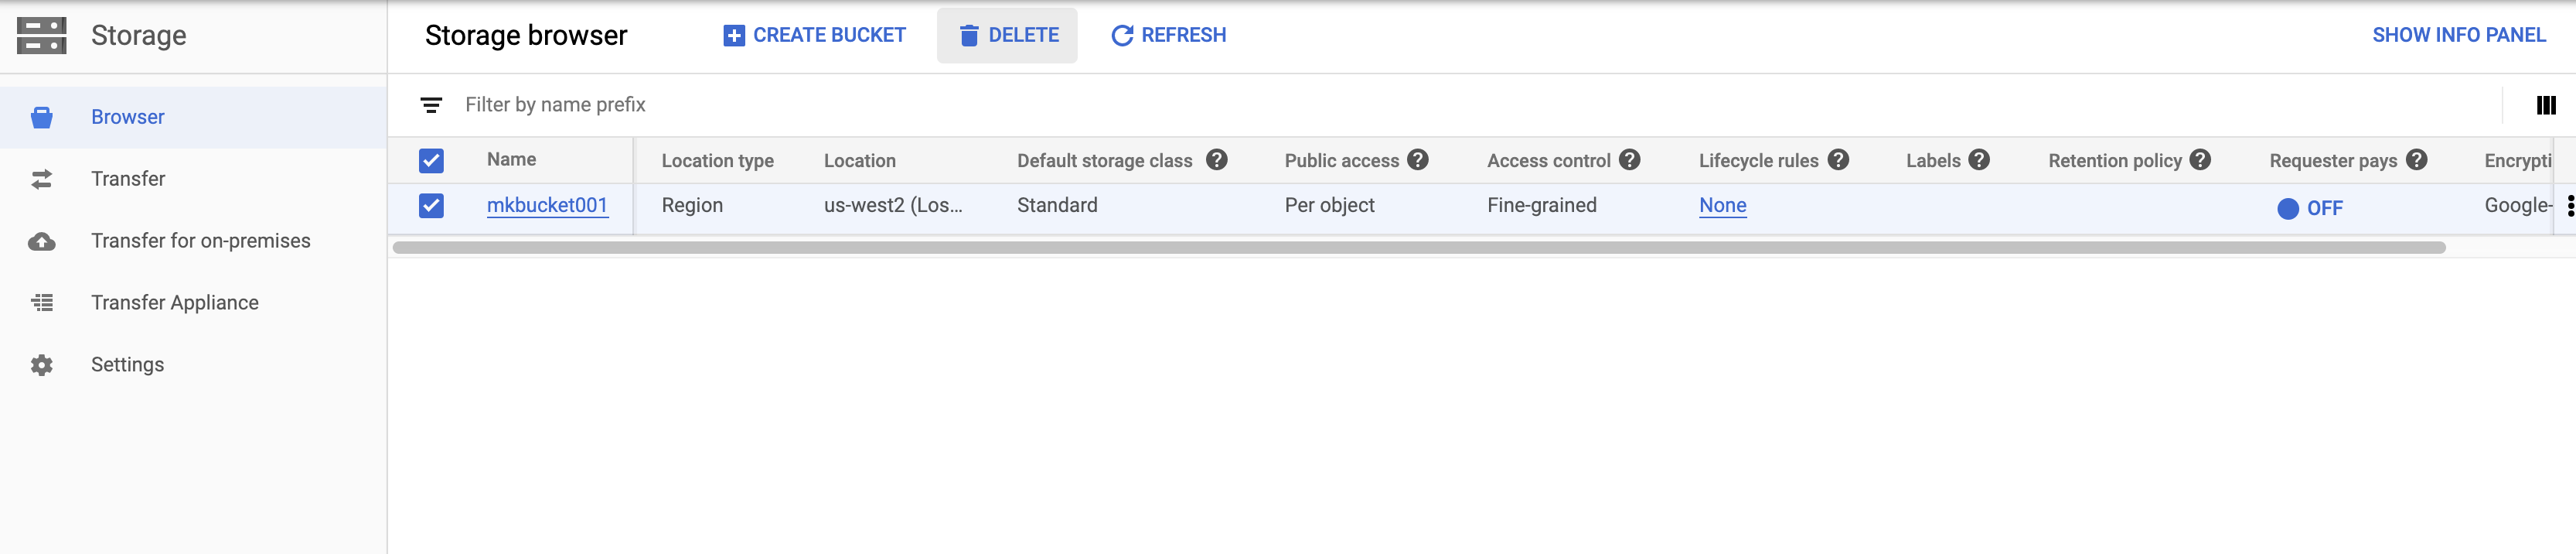 Storage
Storage browser
CREATE BUCKET
DELETE
REFRESH
SHOW INFO PANEL
Browser
Transfer
Transfer for on-premises
Transfer Appliance
Settings
Filter by name prefix
Name Location type Location Default storage class Public access Access control Lifecycle rules Labels Retention policy Requester pays Encrypti
mkbucket001 Region us-west2 (Los... Standard Per object Fine-grained None OFF Google-